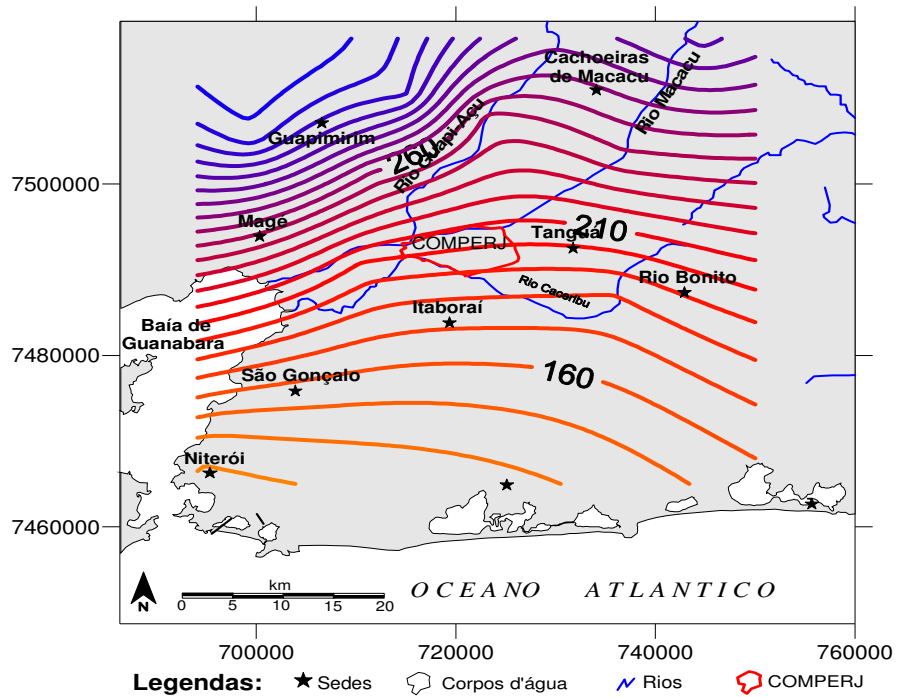 Cachoeiras
de Macacu
Rio Macacu
Guapimirim
Rio Guapi Açu
260
7500000
Magé
210
Tanguá
COMPERJ
Rio Bonito
Rio Caceribu
Itaboraí
Baía de
Guanabara
7480000
São Gonçalo
160
Niterói
7460000
km
N
0 5 10 15 20
OCEANO ATLANTICO
700000 720000 740000 760000
Legendas: Sedes Corpos d'água Rios COMPERJ